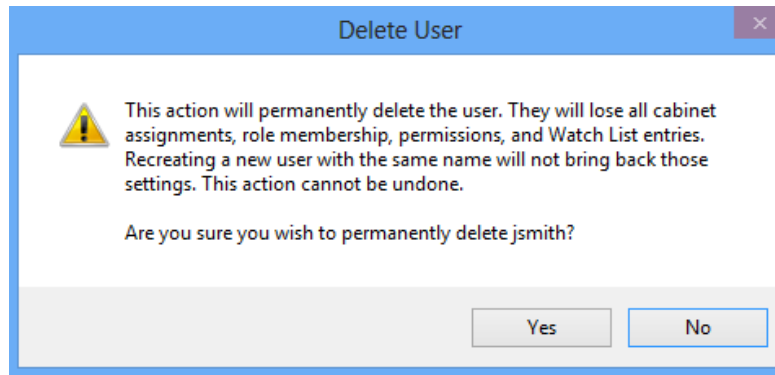 Delete User
This action will permanently delete the user. They will lose all cabinet
assignments, role membership, permissions, and Watch List entries.
Recreating a new user with the same name will not bring back those
settings. This action cannot be undone.
Are you sure you wish to permanently delete jsmith?
Yes No